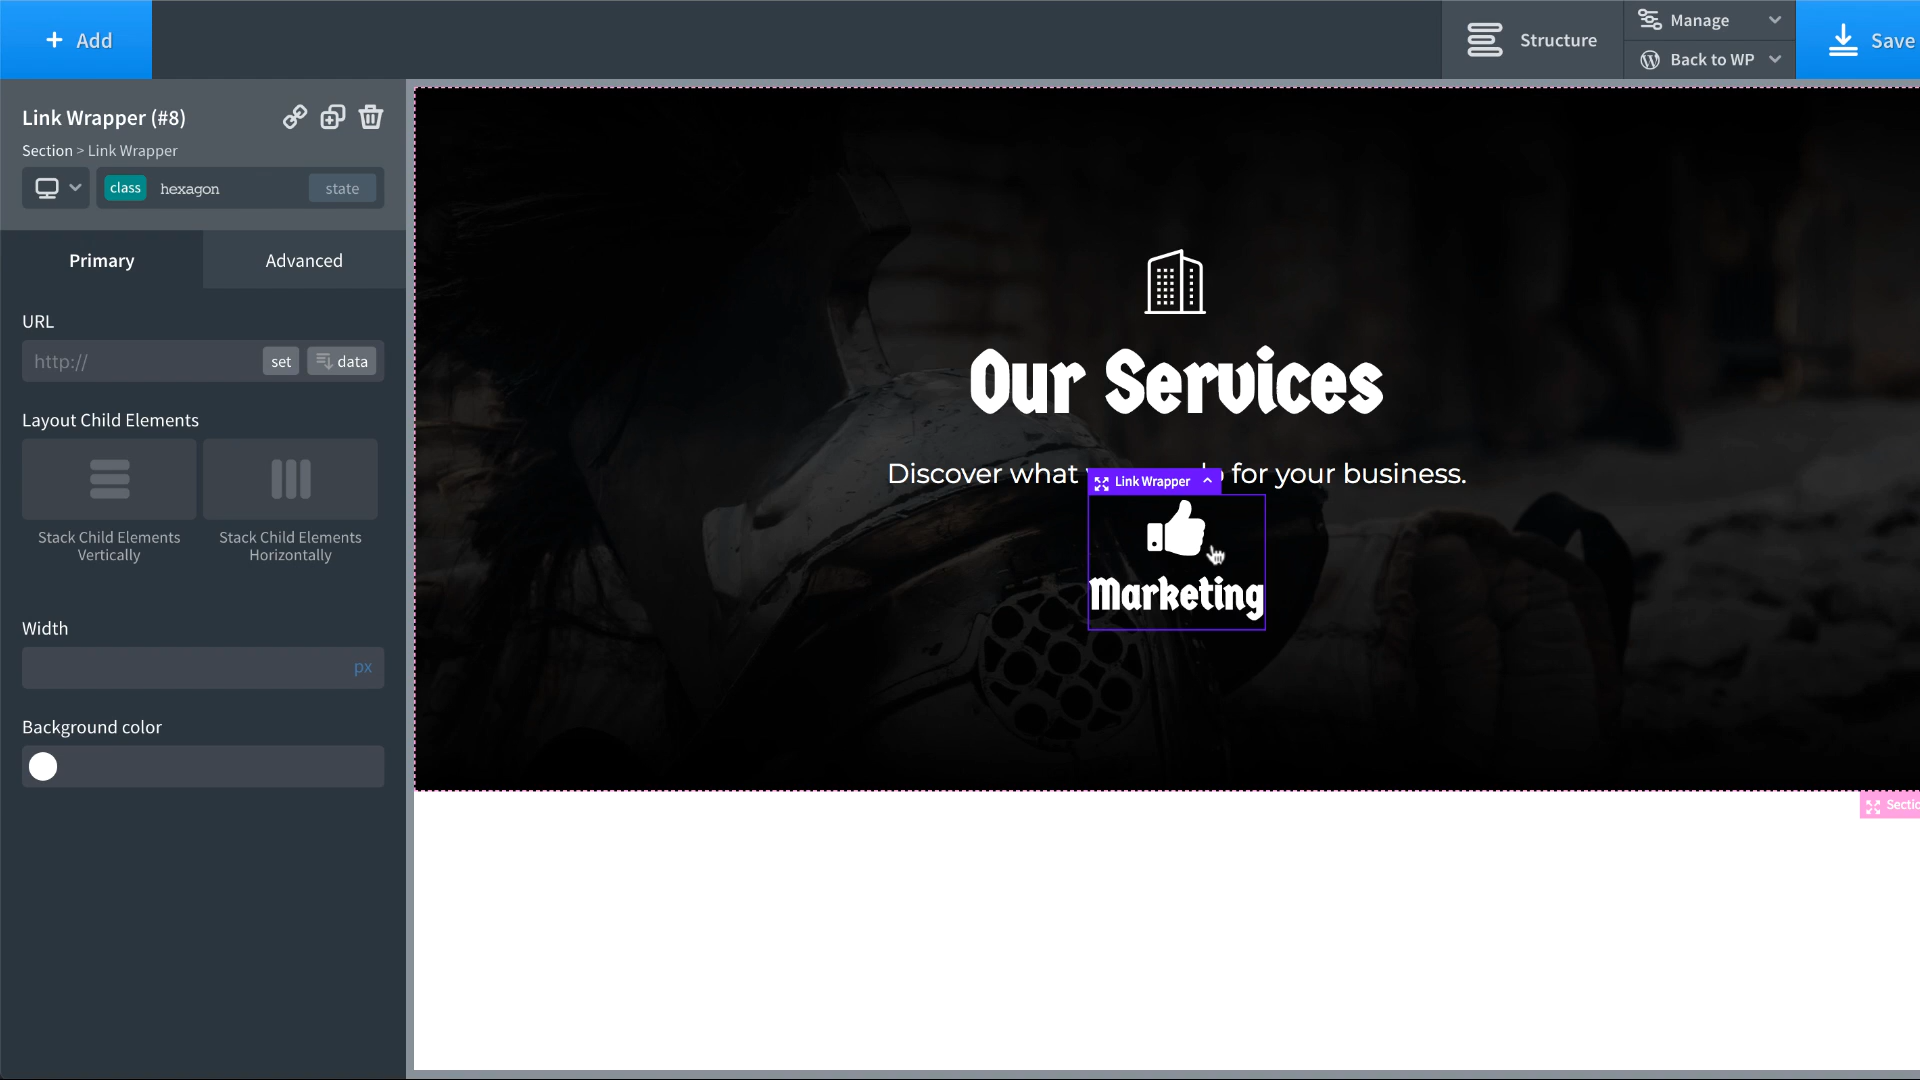 Add
Structure
Manage
Back to WP
Save
Link Wrapper (#8)
Section > Link Wrapper
class hexagon state
Primary Advanced
URL
http:// set data
Layout Child Elements
Stack Child Elements Vertically
Stack Child Elements Horizontally
Width
px
Background color
Our Services
Discover what for your business.
Link Wrapper
Marketing